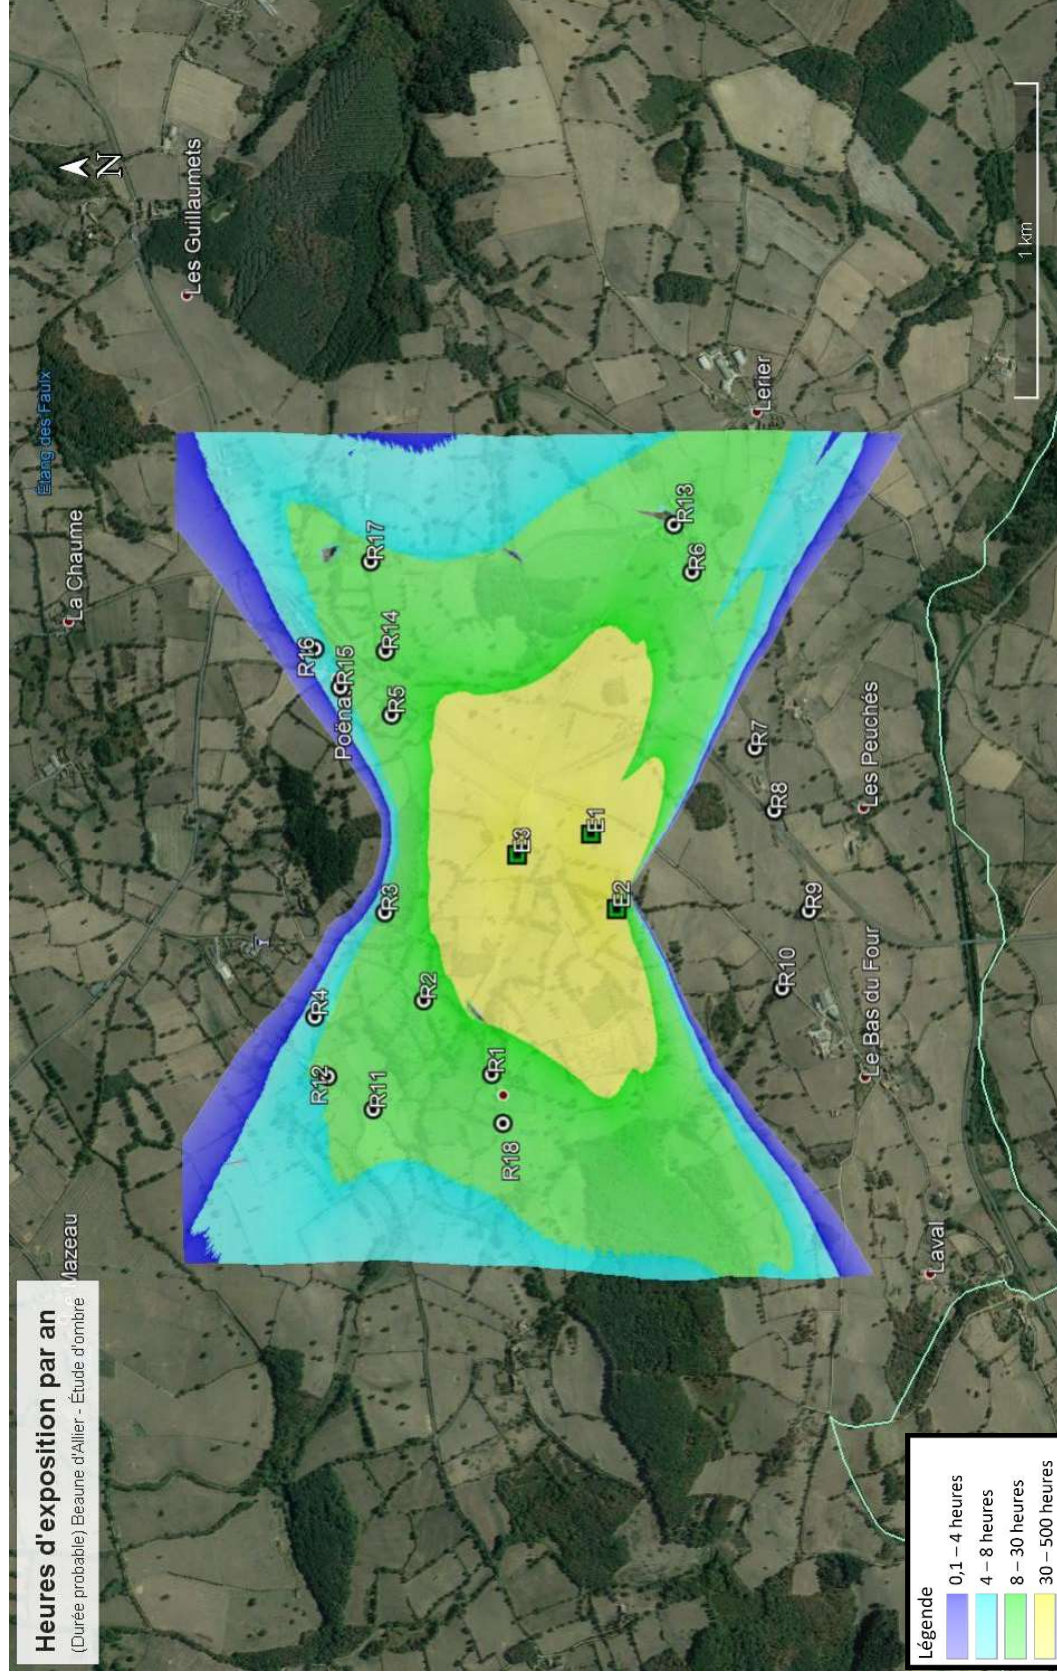 Heures d'exposition par an
(Durée probable) Beaune d'Allier - Étude d'ombre
Mazeau
La Chaume
Etang des Faulx
Les Guillaumets
N
R4
R12
R11
R3
R2
R1
R18
R16
R15
Poënat
R17
R14
R5
E3
E1
E2
R13
R6
Lerier
R7
R8
R9
R10
Les Peuchés
Le Bas du Four
Laval
1 km
Légende
0,1 – 4 heures
4 – 8 heures
8 – 30 heures
30 – 500 heures